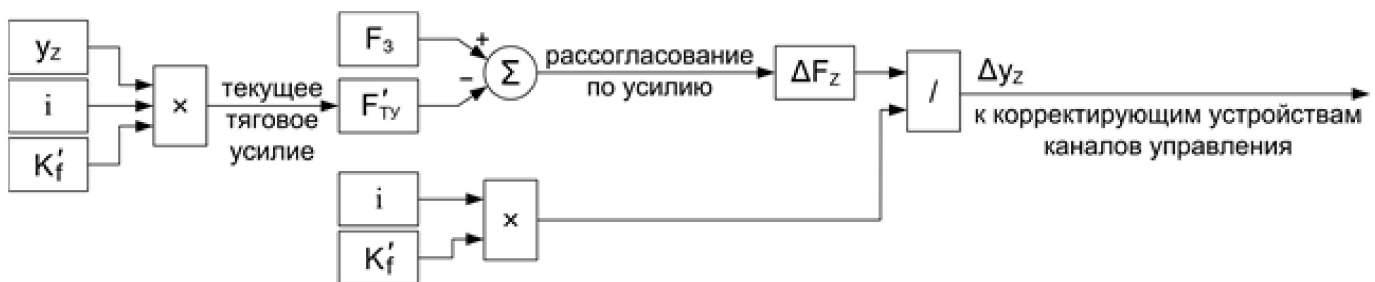 y_z
i
K'_f
×
текущее
тяговое
усилие
F_з
F'_ТУ
+
−
Σ
рассогласование
по усилию
ΔF_Z
i
K'_f
×
/
Δy_z
к корректирующим устройствам
каналов управления